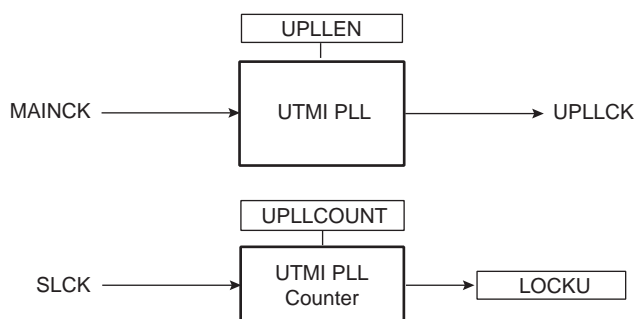 UPLLEN
MAINCK
UTMI PLL
UPLLCK
UPLLCOUNT
SLCK
UTMI PLL
Counter
LOCKU